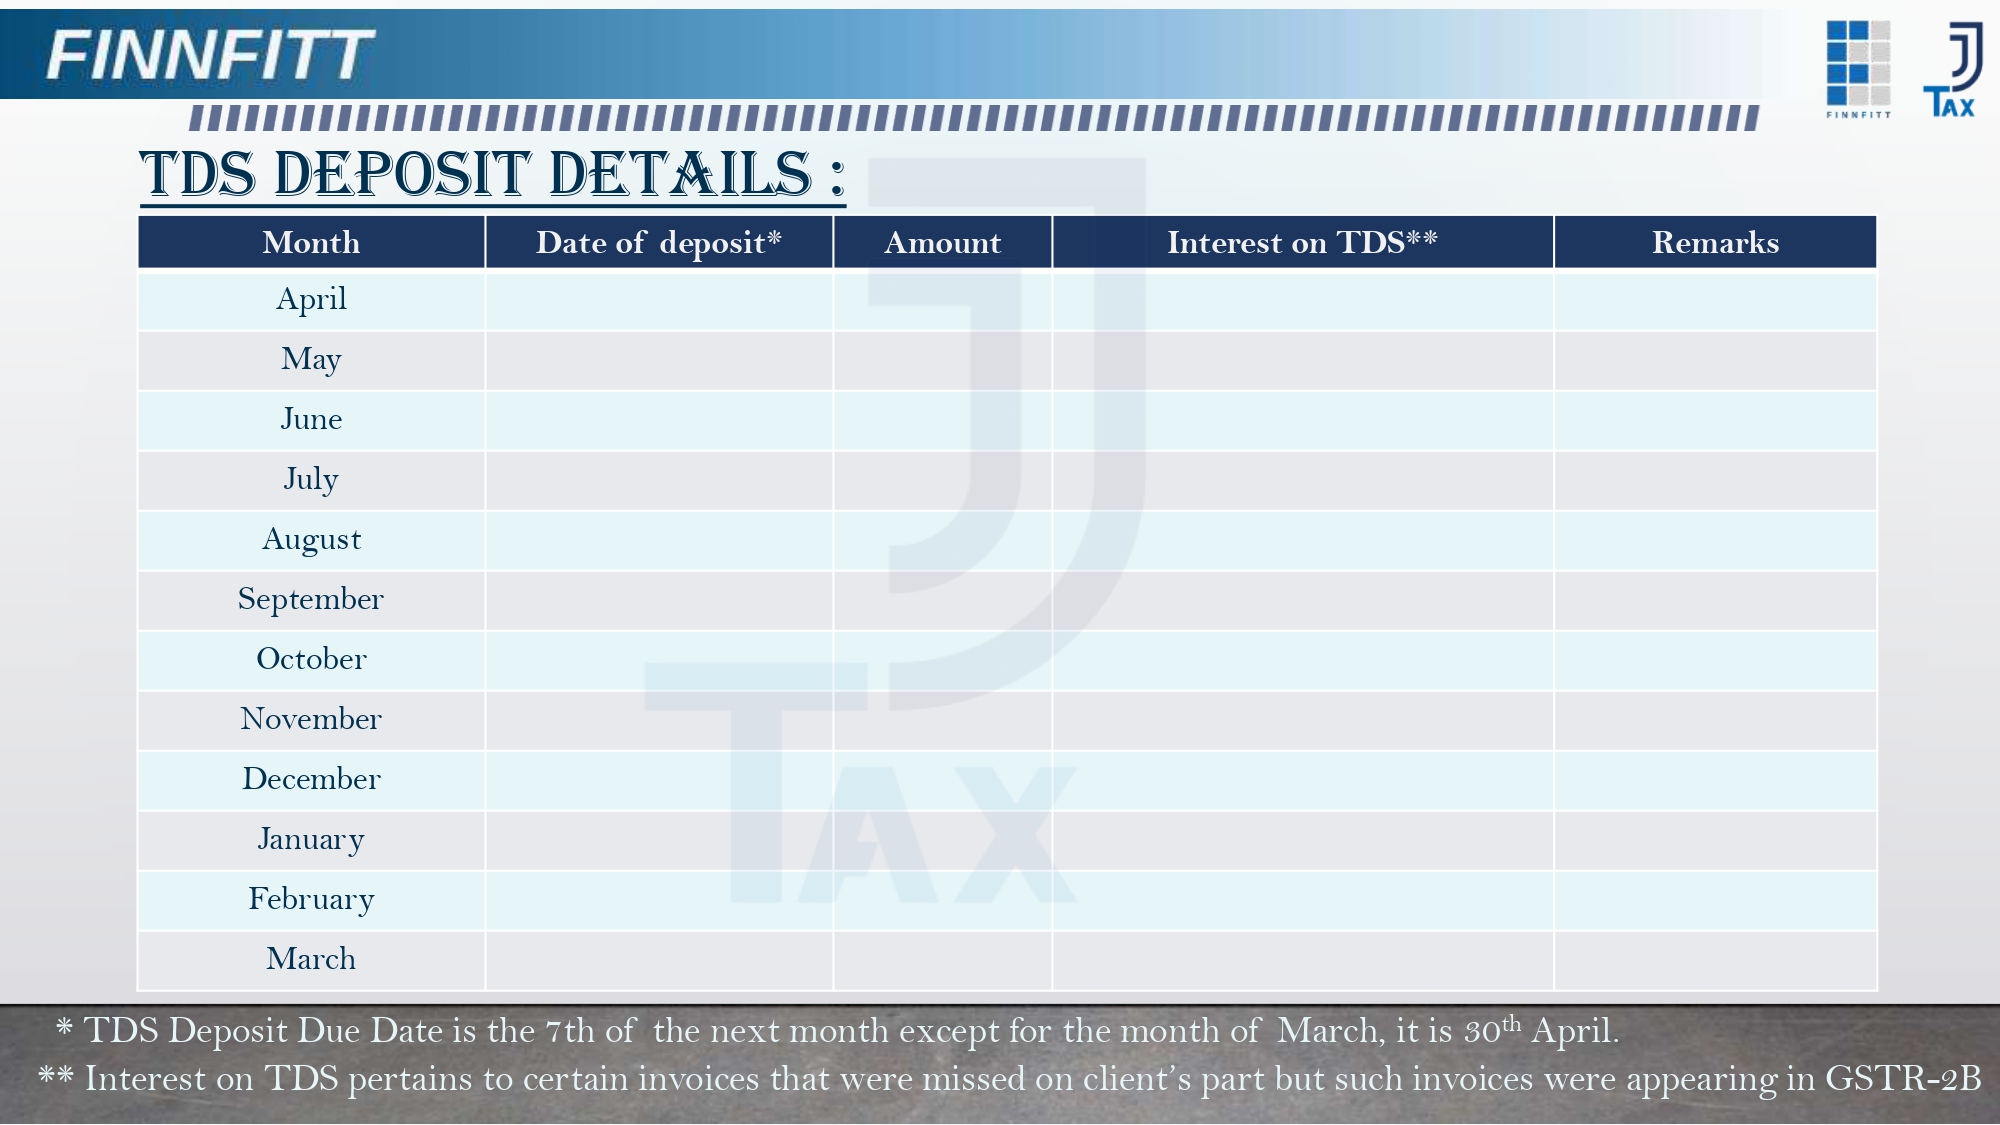 FINNFITT
FINNFITT
J
TAX
TDS DEPOSIT DETAILS :
Month Date of deposit* Amount Interest on TDS** Remarks
April
May
June
July
August
September
October
November
December
January
February
March
J
TAX
* TDS Deposit Due Date is the 7th of the next month except for the month of March, it is 30th April.
** Interest on TDS pertains to certain invoices that were missed on client's part but such invoices were appearing in GSTR-2B